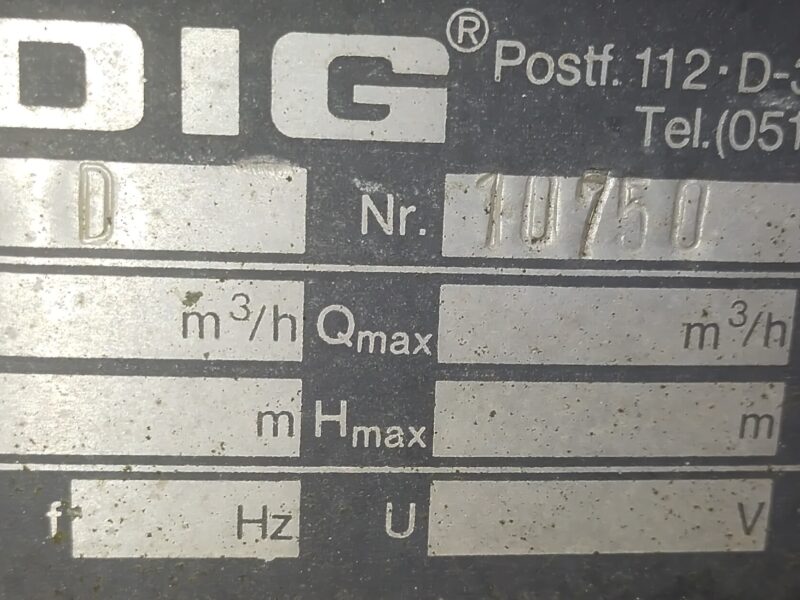 DIG® Postf. 112 · D-3
Tel.(051
D Nr. 10750
m³/h Qmax m³/h
m Hmax m
f Hz U V